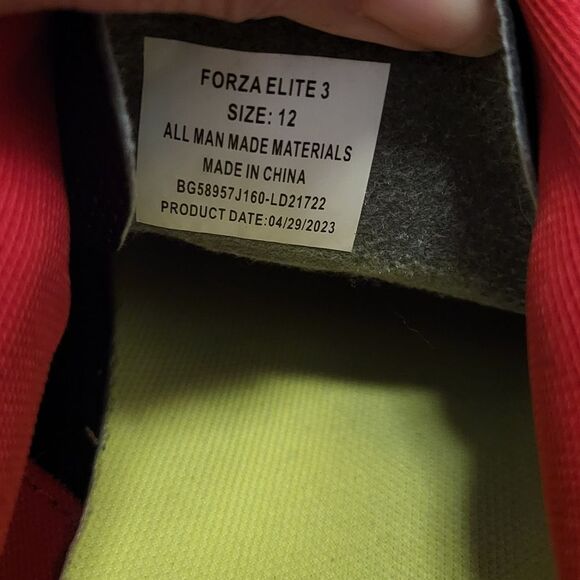 FORZA ELITE 3
SIZE: 12
ALL MAN MADE MATERIALS
MADE IN CHINA
BG58957J160-LD21722
PRODUCT DATE:04/29/2023